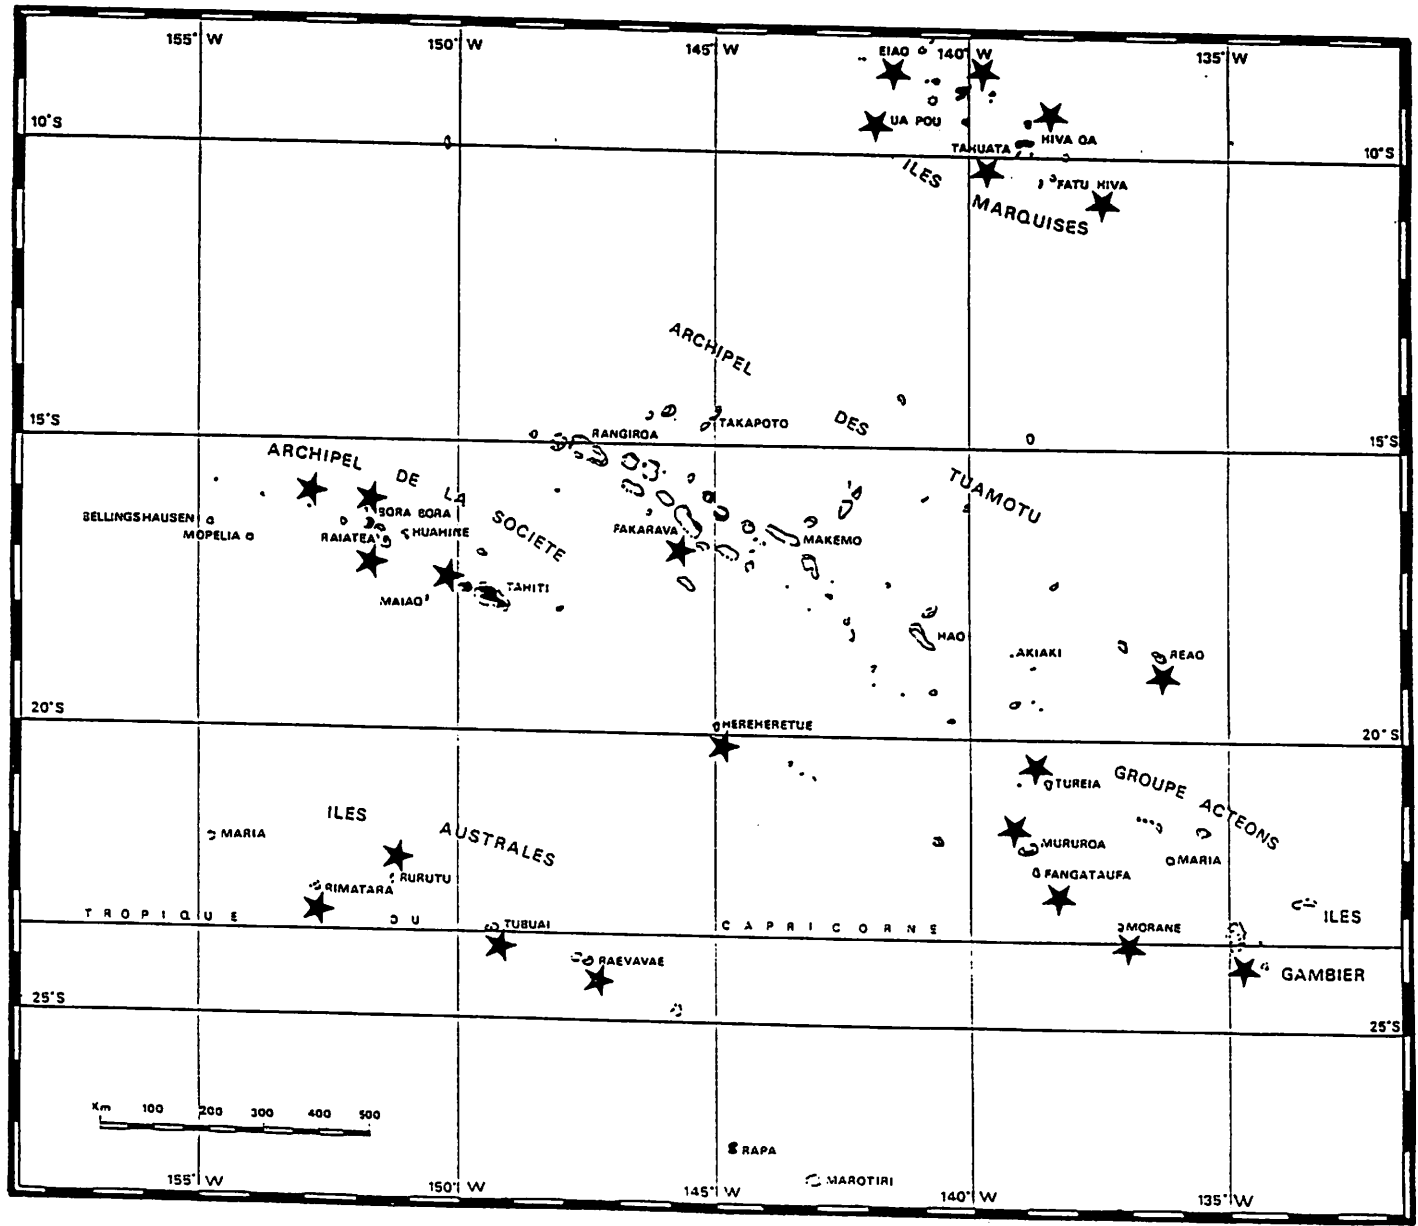 155°W 150°W 145°W 140°W 135°W
EIAO
10°S
UA POU
HIVA OA
TAHUATA
10°S
ILES MARQUISES
FATU HIVA
ARCHIPEL DES TUAMOTU
15°S
TAKAPOTO
RANGIROA
15°S
ARCHIPEL DE LA SOCIETE
BORA BORA
BELLINGSHAUSEN
HUAHINE
MOPELIA
RAIATEA
FAKARAVA
MAKEMO
TAHITI
MAIAO
HAO
AKIAKI
REAO
20°S
HEREHERETUE
20°S
TUREIA
GROUPE ACTEONS
ILES AUSTRALES
MARIA
MURUROA
MARIA
RURUTU
FANGATAUFA
RIMATARA
TROPIQUE DU CAPRICORNE
TUBUAI
MORANE
ILES GAMBIER
RAEVAVAE
25°S
25°S
Km 100 200 300 400 500
RAPA
MAROTIRI
155°W 150°W 145°W 140°W 135°W